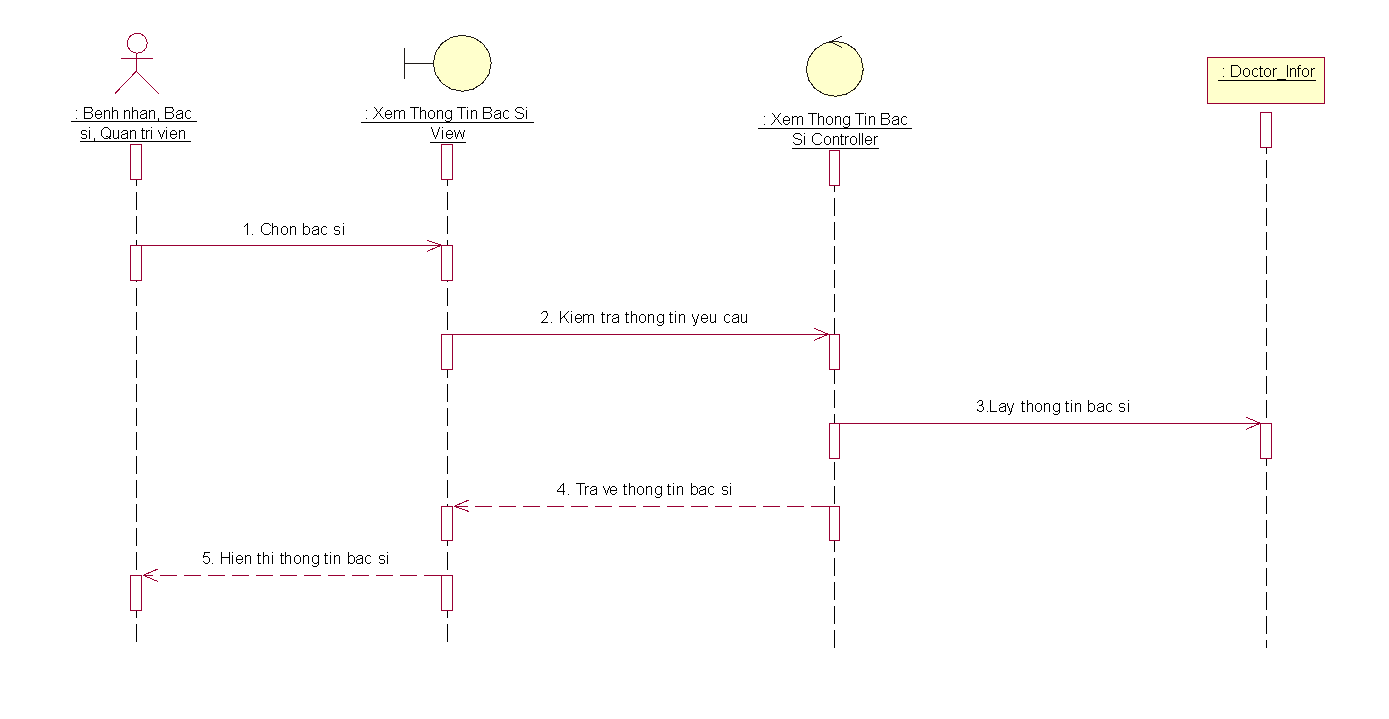 : Benh nhan, Bac
si, Quan tri vien
: Xem Thong Tin Bac Si
View
: Xem Thong Tin Bac
Si Controller
: Doctor_Infor
1. Chon bac si
2. Kiem tra thong tin yeu cau
3.Lay thong tin bac si
4. Tra ve thong tin bac si
5. Hien thi thong tin bac si